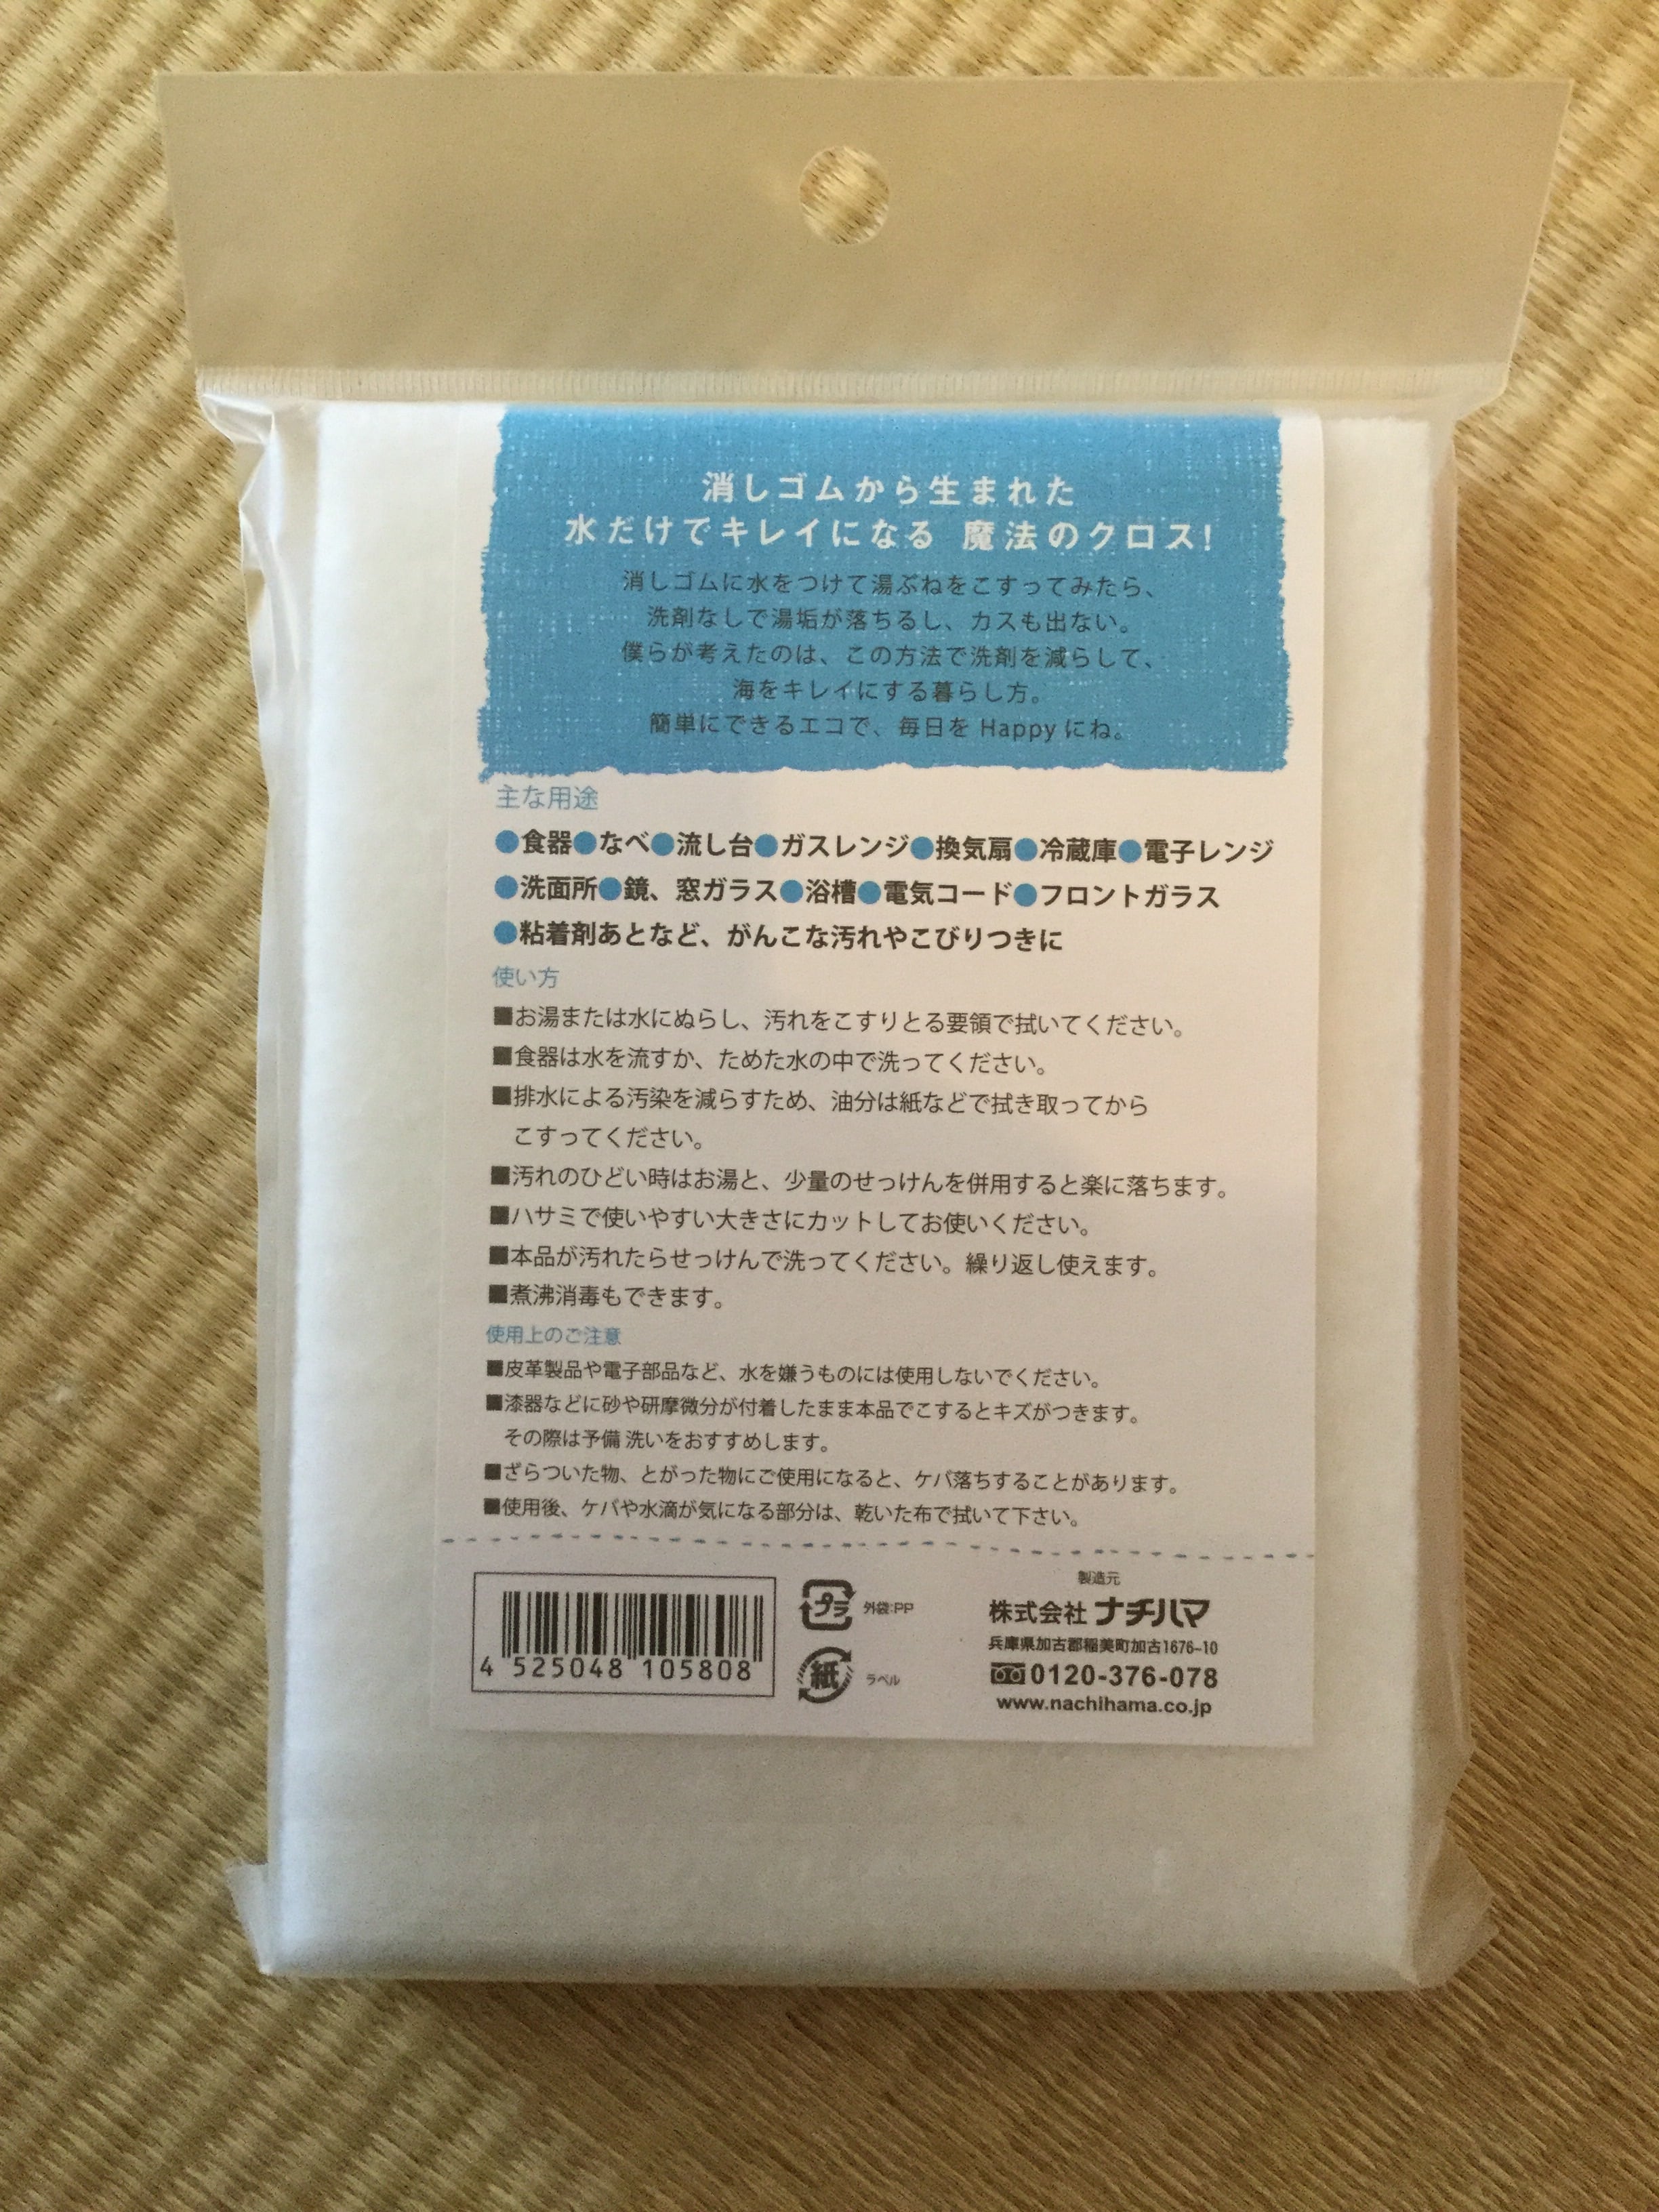 消しゴムから生まれた
水だけでキレイになる 魔法のクロス!
消しゴムに水をつけて湯ぶねをこすってみたら、
洗剤なしで湯垢が落ちるし、カスも出ない。
僕らが考えたのは、この方法で洗剤を減らして、
海をキレイにする暮らし方。
簡単にできるエコで、毎日を Happy にね。
主な用途
●食器●なべ●流し台●ガスレンジ●換気扇●冷蔵庫●電子レンジ
●洗面所●鏡、窓ガラス●浴槽●電気コード●フロントガラス
●粘着剤あとなど、がんこな汚れやこびりつきに
使い方
■お湯または水にぬらし、汚れをこすりとる要領で拭いてください。
■食器は水を流すか、ためた水の中で洗ってください。
■排水による汚染を減らすため、油分は紙などで拭き取ってから
こすってください。
■汚れのひどい時はお湯と、少量のせっけんを併用すると楽に落ちます。
■ハサミで使いやすい大きさにカットしてお使いください。
■本品が汚れたらせっけんで洗ってください。繰り返し使えます。
■煮沸消毒もできます。
使用上のご注意
■皮革製品や電子部品など、水を嫌うものには使用しないでください。
■漆器などに砂や研摩微分が付着したまま本品でこするとキズがつきます。
その際は予備 洗いをおすすめします。
■ざらついた物、とがった物にご使用になると、ケバ落ちすることがあります。
■使用後、ケバや水滴が気になる部分は、乾いた布で拭いて下さい。
4 525048 105808
プラ 外袋:PP
紙 ラベル
製造元
株式会社 ナチハマ
兵庫県加古郡稲美町加古1676-10
0120-376-078
www.nachihama.co.jp